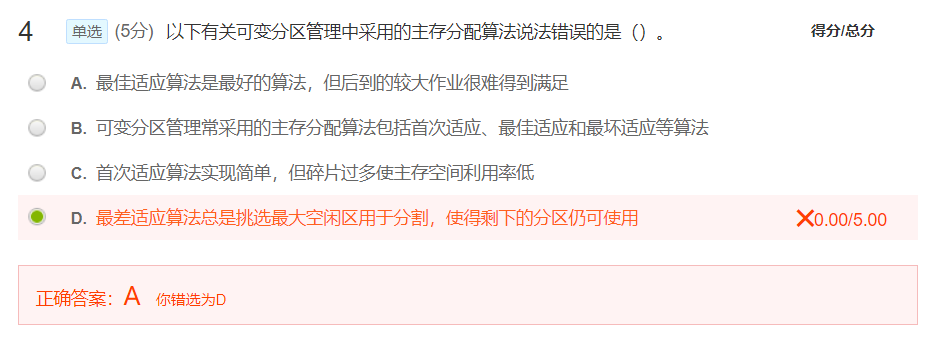 4 单选 (5分) 以下有关可变分区管理中采用的主存分配算法说法错误的是（）。 得分/总分
A. 最佳适应算法是最好的算法，但后到的较大作业很难得到满足
B. 可变分区管理常采用的主存分配算法包括首次适应、最佳适应和最坏适应等算法
C. 首次适应算法实现简单，但碎片过多使主存空间利用率低
D. 最差适应算法总是挑选最大空闲区用于分割，使得剩下的分区仍可使用 0.00/5.00
正确答案：A 你错选为D